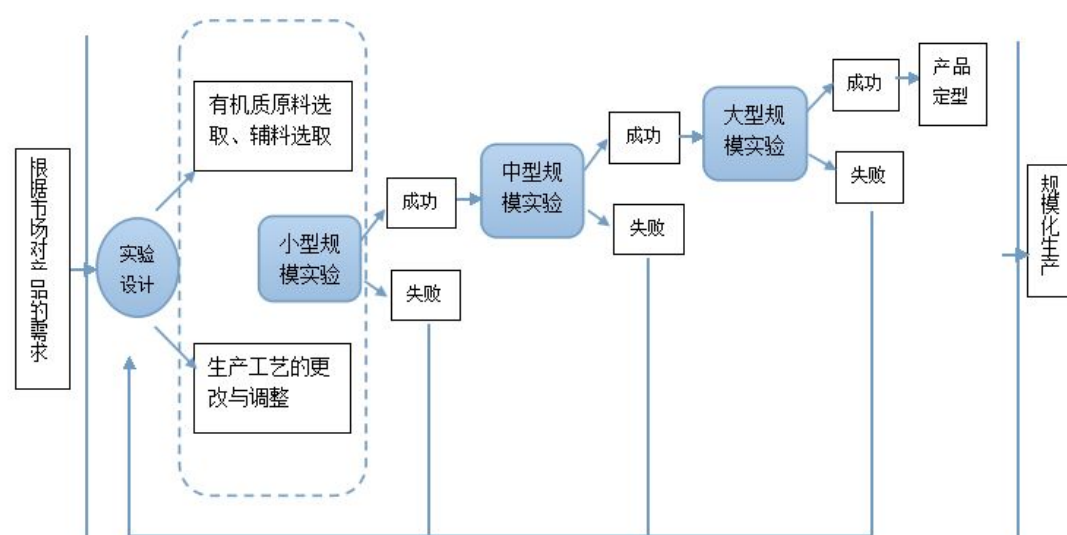 根据市场对产品的需求
实验
设计
有机质原料选
取、辅料选取
生产工艺的更
改与调整
小型规
模实验
成功
失败
中型规
模实验
成功
失败
大型规
模实验
成功
失败
产品
定型
规模化生产